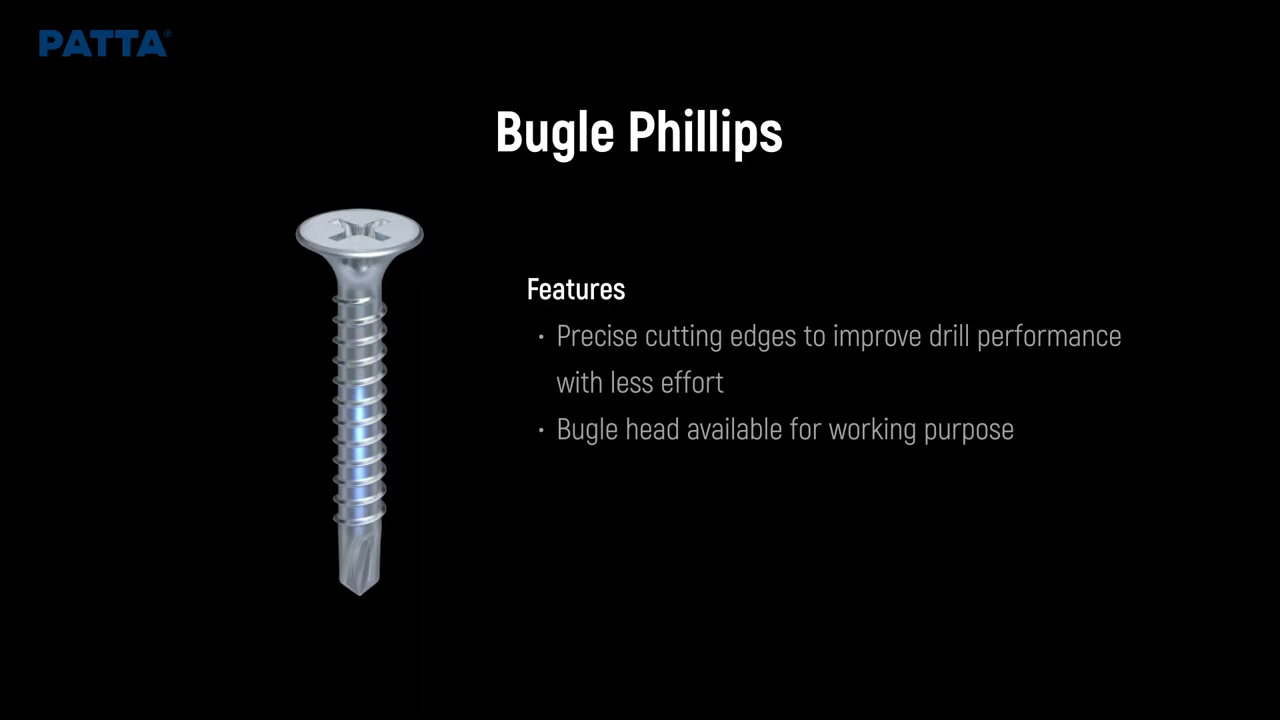 PATTA®
Bugle Phillips
Features
• Precise cutting edges to improve drill performance
with less effort
• Bugle head available for working purpose